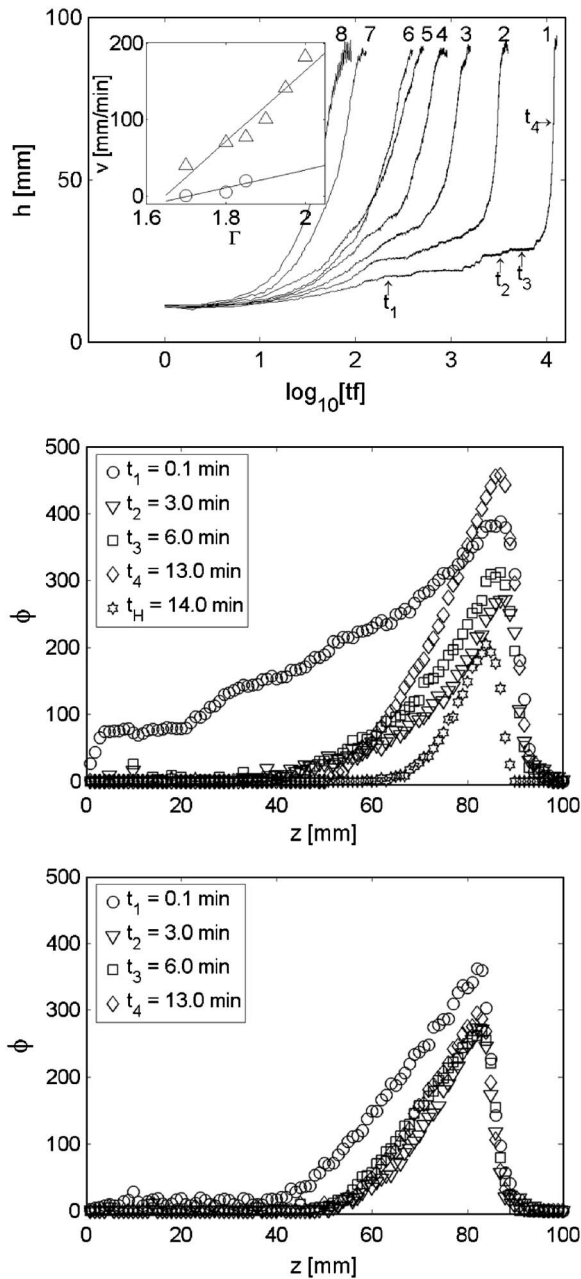 100
50
0
h [mm]
8 7 6 5 4 3 2 1
200
100
0
v [mm/min]
1.6 1.8 2
Γ
t4→
↑
t1
↑
t2
↑
t3
0 1 2 3 4
log10[tf]
500
400
300
200
100
0
ϕ
t1 = 0.1 min
t2 = 3.0 min
t3 = 6.0 min
t4 = 13.0 min
tH = 14.0 min
0 20 40 60 80 100
z [mm]
500
400
300
200
100
0
ϕ
t1 = 0.1 min
t2 = 3.0 min
t3 = 6.0 min
t4 = 13.0 min
0 20 40 60 80 100
z [mm]